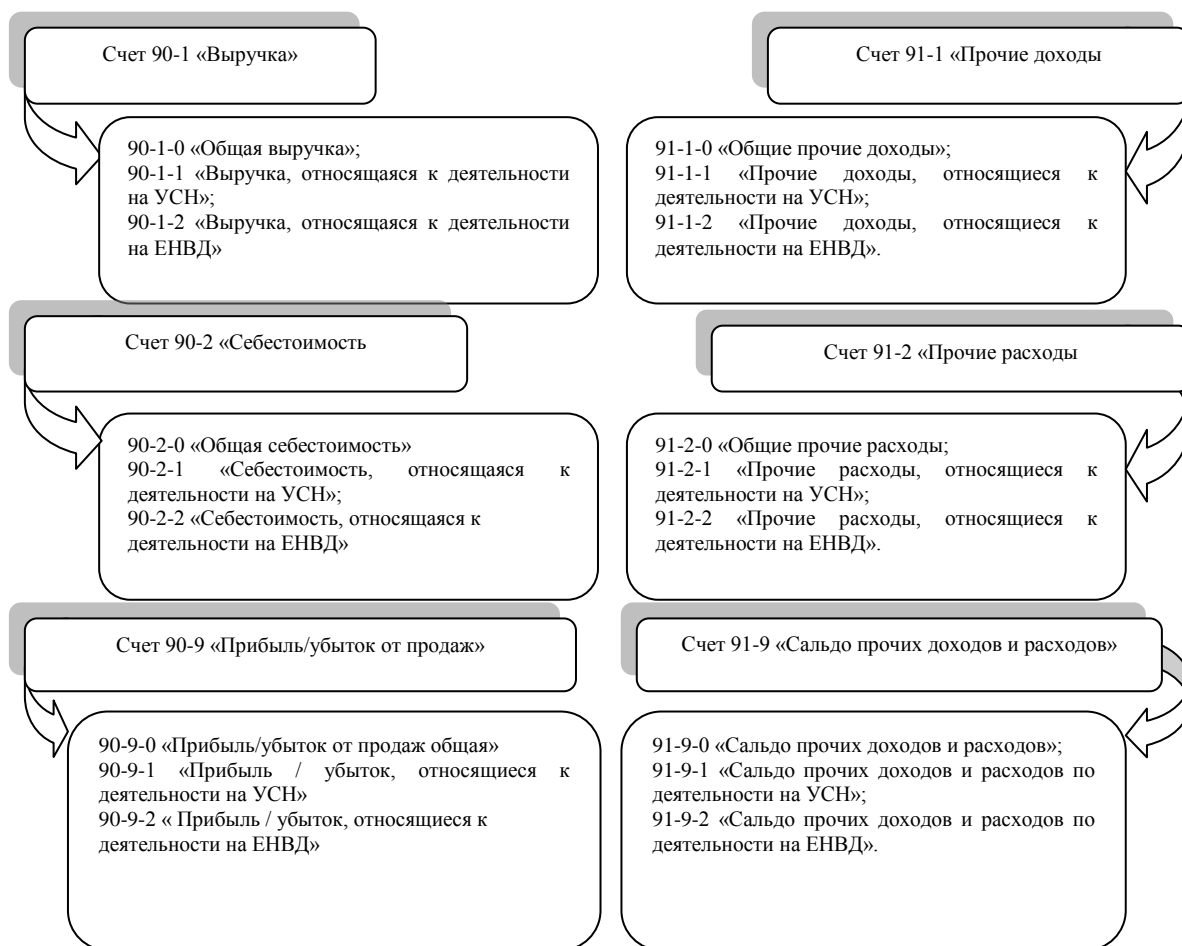 Счет 90-1 «Выручка»
Счет 91-1 «Прочие доходы
90-1-0 «Общая выручка»;
90-1-1 «Выручка, относящаяся к деятельности
на УСН»;
90-1-2 «Выручка, относящаяся к деятельности
на ЕНВД»
91-1-0 «Общие прочие доходы»;
91-1-1 «Прочие доходы, относящиеся к
деятельности на УСН»;
91-1-2 «Прочие доходы, относящиеся к
деятельности на ЕНВД».
Счет 90-2 «Себестоимость
Счет 91-2 «Прочие расходы
90-2-0 «Общая себестоимость»
90-2-1 «Себестоимость, относящаяся к
деятельности на УСН»;
90-2-2 «Себестоимость, относящаяся к
деятельности на ЕНВД»
91-2-0 «Общие прочие расходы;
91-2-1 «Прочие расходы, относящиеся к
деятельности на УСН»;
91-2-2 «Прочие расходы, относящиеся к
деятельности на ЕНВД».
Счет 90-9 «Прибыль/убыток от продаж»
Счет 91-9 «Сальдо прочих доходов и расходов»
90-9-0 «Прибыль/убыток от продаж общая»
90-9-1 «Прибыль / убыток, относящиеся к
деятельности на УСН»
90-9-2 « Прибыль / убыток, относящиеся к
деятельности на ЕНВД»
91-9-0 «Сальдо прочих доходов и расходов»;
91-9-1 «Сальдо прочих доходов и расходов по
деятельности на УСН»;
91-9-2 «Сальдо прочих доходов и расходов по
деятельности на ЕНВД».